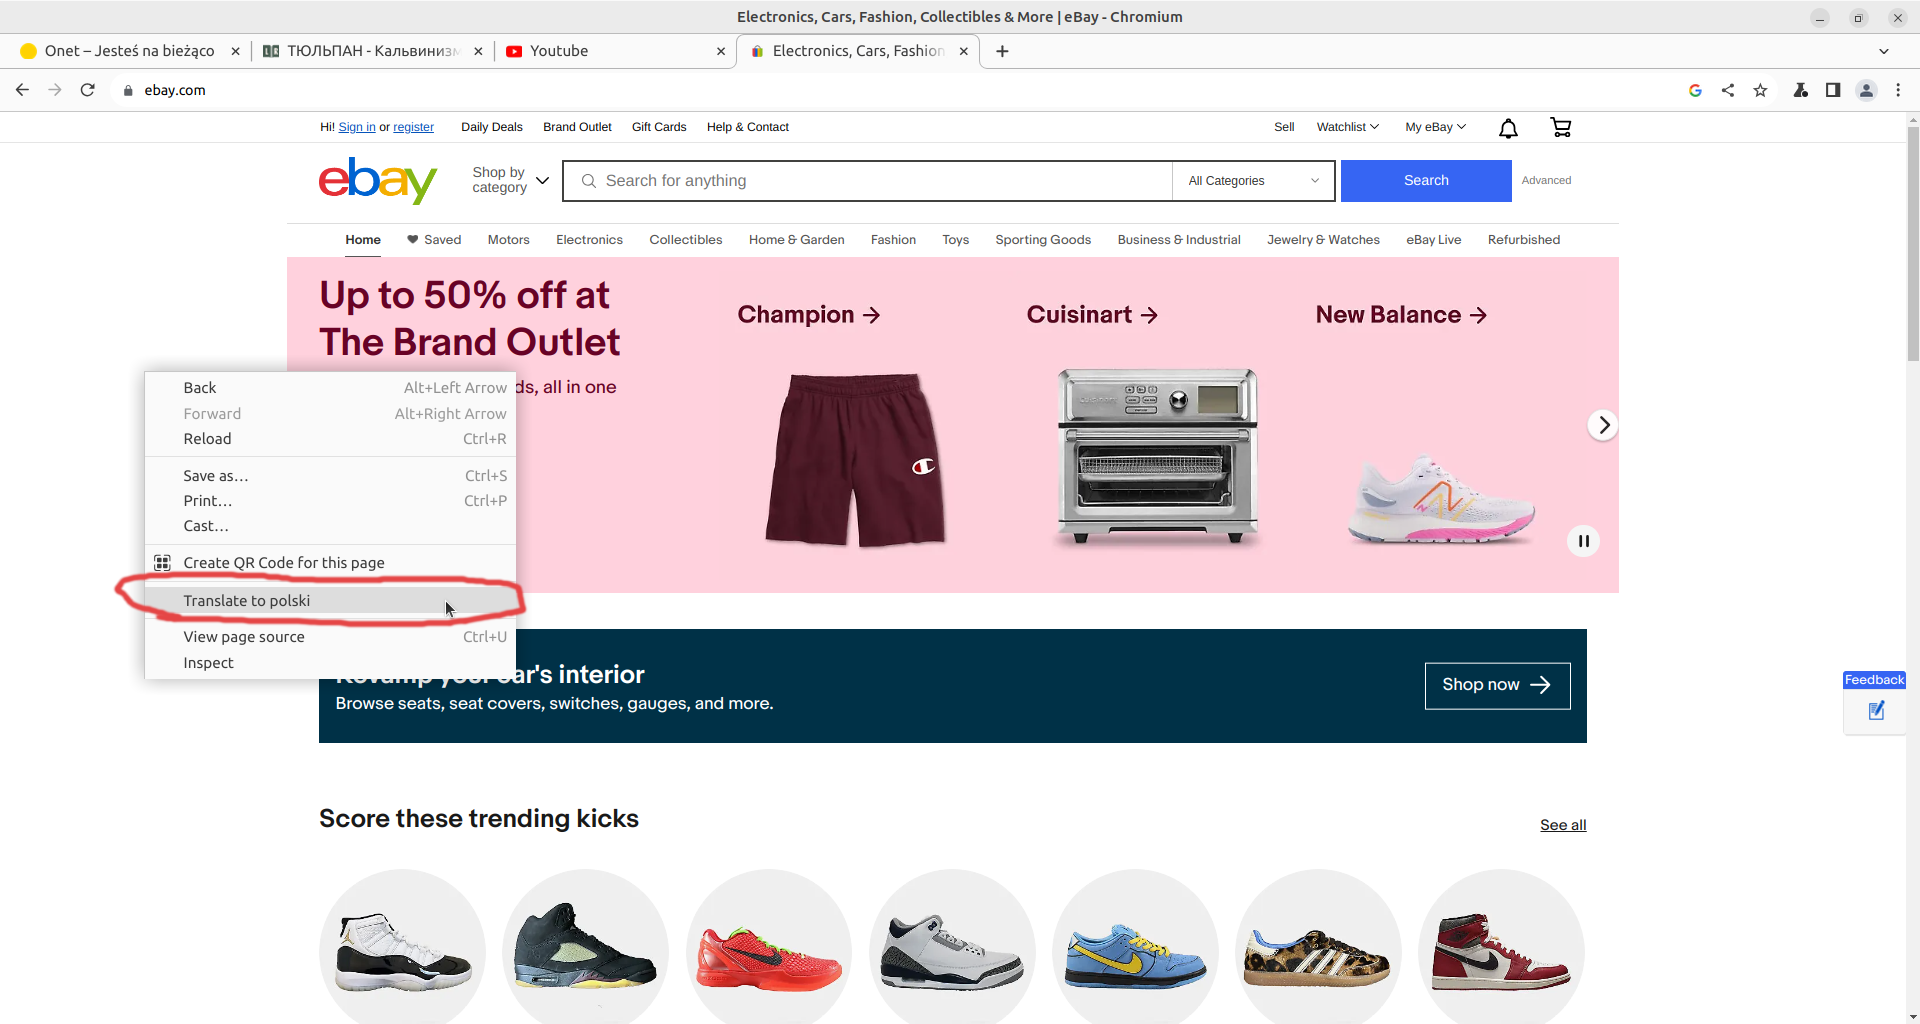 Electronics, Cars, Fashion, Collectibles & More | eBay - Chromium
Onet – Jesteś na bieżąco
ТЮЛЬПАН - Кальвинизм
Youtube
Electronics, Cars, Fashion
ebay.com
Hi! Sign in or register Daily Deals Brand Outlet Gift Cards Help & Contact Sell Watchlist My eBay
ebay
Shop by
category
Search for anything
All Categories
Search
Advanced
Home Saved Motors Electronics Collectibles Home & Garden Fashion Toys Sporting Goods Business & Industrial Jewelry & Watches eBay Live Refurbished
Up to 50% off at
The Brand Outlet
ds, all in one
Champion →
Cuisinart →
New Balance →
Back Alt+Left Arrow
Forward Alt+Right Arrow
Reload Ctrl+R
Save as… Ctrl+S
Print… Ctrl+P
Cast…
Create QR Code for this page
Translate to polski
View page source Ctrl+U
Inspect
car's interior
Browse seats, seat covers, switches, gauges, and more.
Shop now →
Feedback
Score these trending kicks
See all